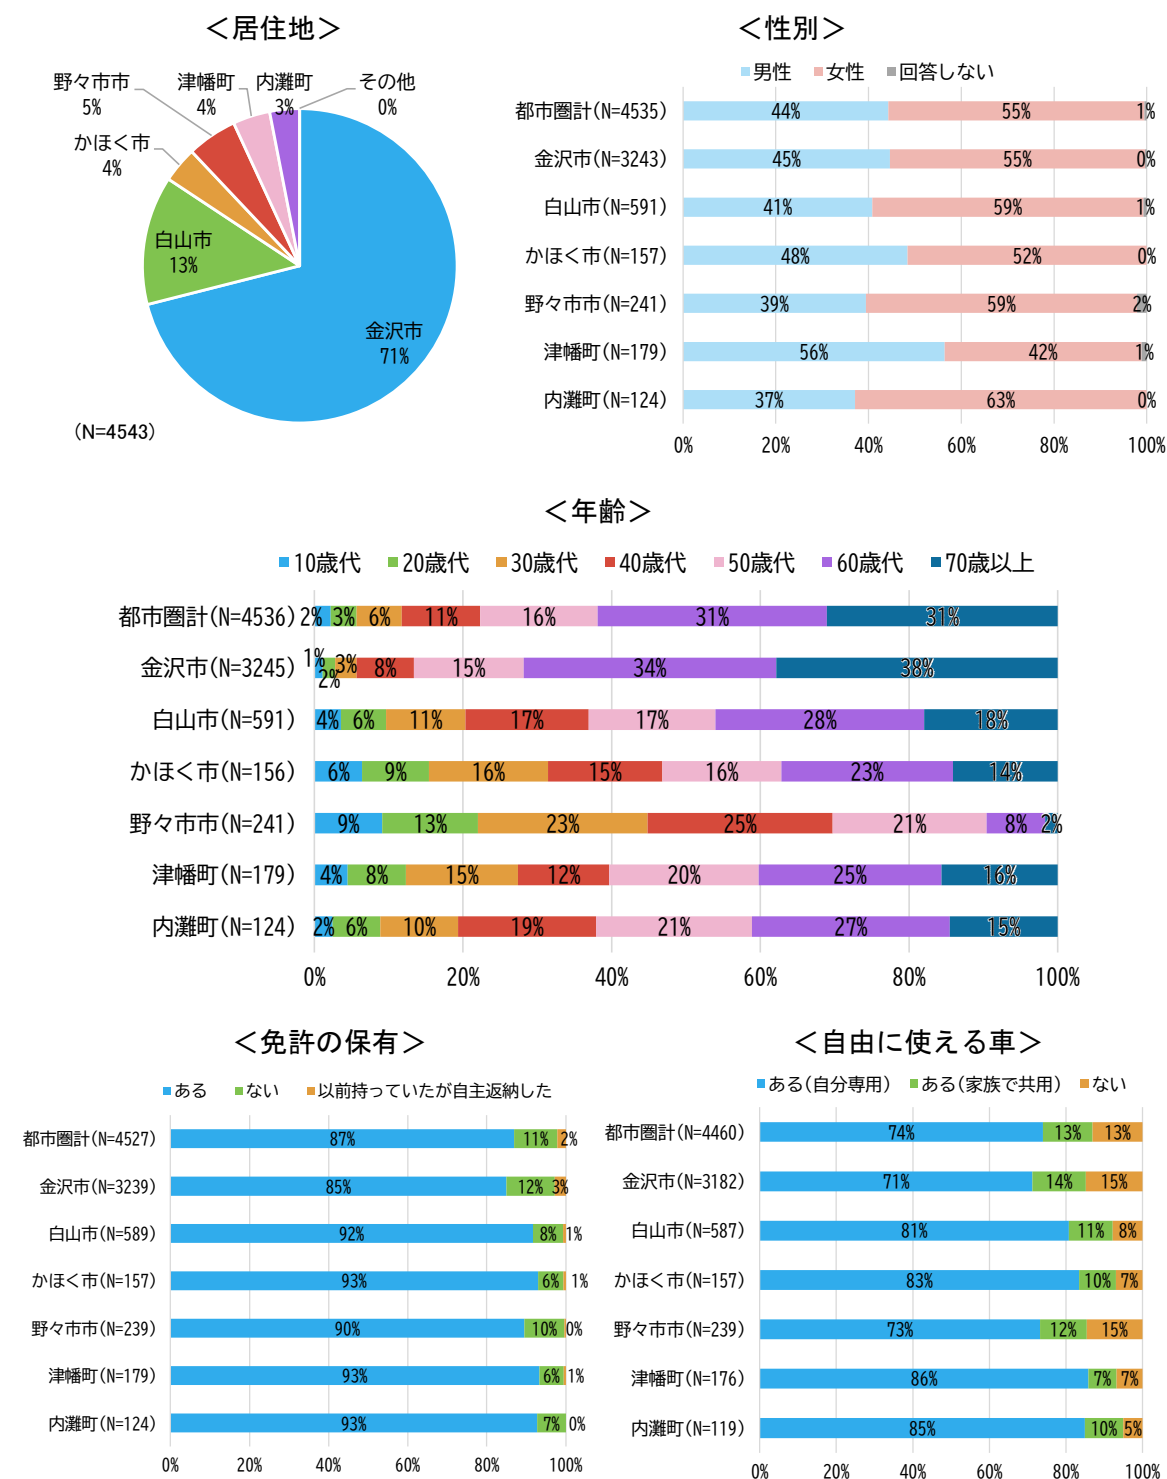 ＜居住地＞
野々市市
5%
津幡町
4%
内灘町
3%
その他
0%
かほく市
4%
白山市
13%
金沢市
71%
（N=4543）
＜性別＞
男性 女性 回答しない
都市圏計(N=4535) 44% 55% 1%
金沢市(N=3243) 45% 55% 0%
白山市(N=591) 41% 59% 1%
かほく市(N=157) 48% 52% 0%
野々市市(N=241) 39% 59% 2%
津幡町(N=179) 56% 42% 1%
内灘町(N=124) 37% 63% 0%
0% 20% 40% 60% 80% 100%
＜年齢＞
10歳代 20歳代 30歳代 40歳代 50歳代 60歳代 70歳以上
都市圏計(N=4536) 2% 3% 6% 11% 16% 31% 31%
金沢市(N=3245) 1% 2% 3% 8% 15% 34% 38%
白山市(N=591) 4% 6% 11% 17% 17% 28% 18%
かほく市(N=156) 6% 9% 16% 15% 16% 23% 14%
野々市市(N=241) 9% 13% 23% 25% 21% 8% 2%
津幡町(N=179) 4% 8% 15% 12% 20% 25% 16%
内灘町(N=124) 2% 6% 10% 19% 21% 27% 15%
0% 20% 40% 60% 80% 100%
＜免許の保有＞
ある ない 以前持っていたが自主返納した
都市圏計(N=4527) 87% 11% 2%
金沢市(N=3239) 85% 12% 3%
白山市(N=589) 92% 8% 1%
かほく市(N=157) 93% 6% 1%
野々市市(N=239) 90% 10% 0%
津幡町(N=179) 93% 6% 1%
内灘町(N=124) 93% 7% 0%
0% 20% 40% 60% 80% 100%
＜自由に使える車＞
ある(自分専用) ある(家族で共用) ない
都市圏計(N=4460) 74% 13% 13%
金沢市(N=3182) 71% 14% 15%
白山市(N=587) 81% 11% 8%
かほく市(N=157) 83% 10% 7%
野々市市(N=239) 73% 12% 15%
津幡町(N=176) 86% 7% 7%
内灘町(N=119) 85% 10% 5%
0% 20% 40% 60% 80% 100%